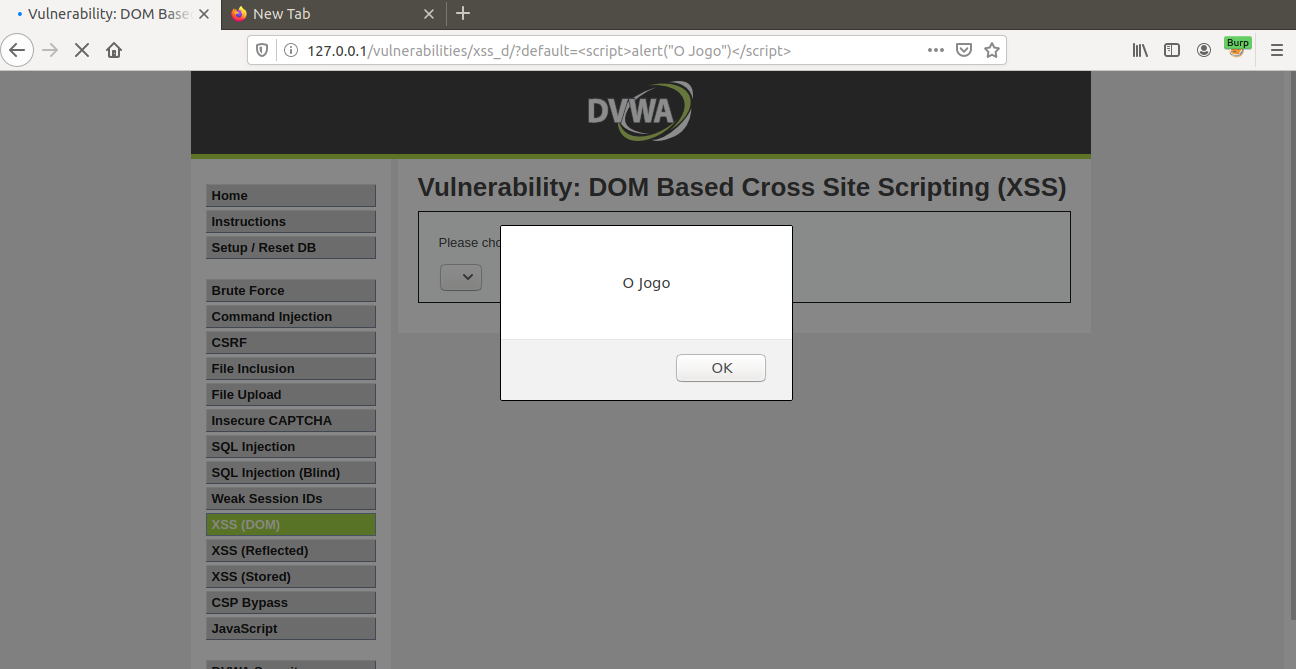 Vulnerability: DOM Base
New Tab
127.0.0.1/vulnerabilities/xss_d/?default=<script>alert("O Jogo")</script>
Burp
DVWA
Vulnerability: DOM Based Cross Site Scripting (XSS)
Home
Instructions
Setup / Reset DB
Brute Force
Command Injection
CSRF
File Inclusion
File Upload
Insecure CAPTCHA
SQL Injection
SQL Injection (Blind)
Weak Session IDs
XSS (DOM)
XSS (Reflected)
XSS (Stored)
CSP Bypass
JavaScript
Please cho
O Jogo
OK